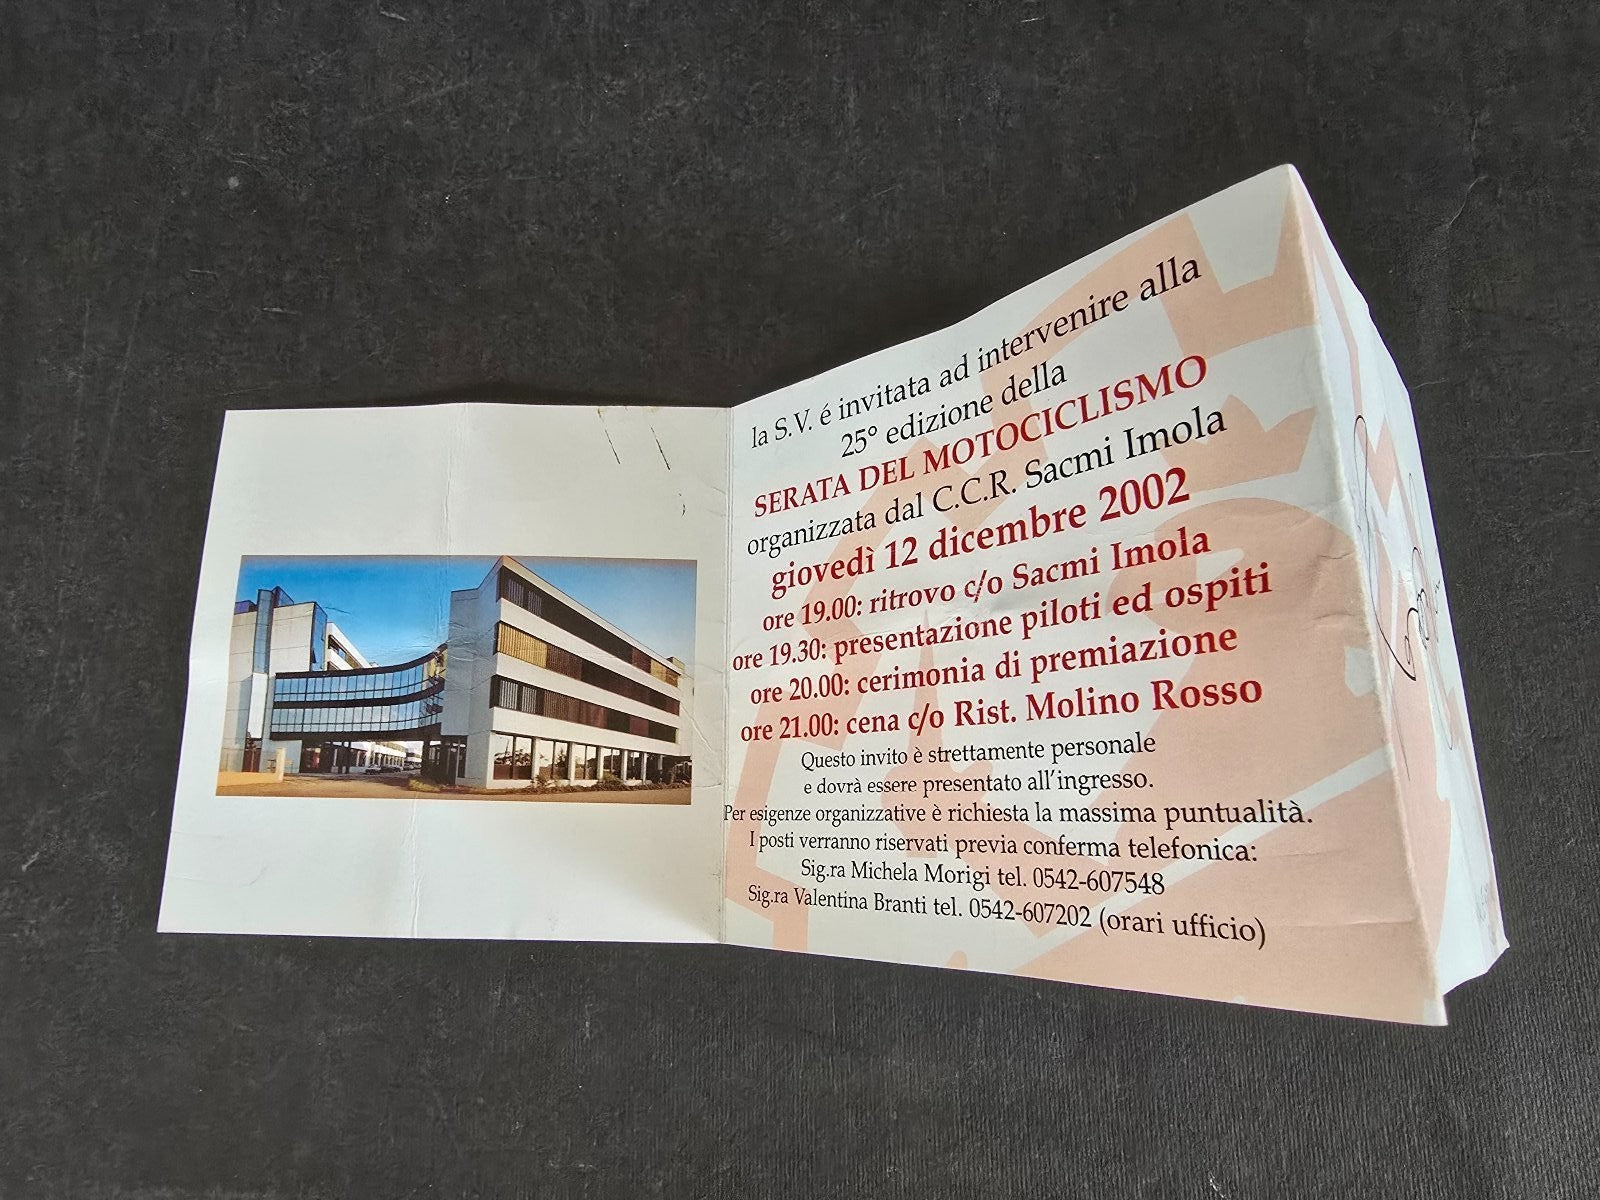 la S.V. é invitata ad intervenire alla
25° edizione della
SERATA DEL MOTOCICLISMO
organizzata dal C.C.R. Sacmi Imola
giovedì 12 dicembre 2002
ore 19.00: ritrovo c/o Sacmi Imola
ore 19.30: presentazione piloti ed ospiti
ore 20.00: cerimonia di premiazione
ore 21.00: cena c/o Rist. Molino Rosso
Questo invito è strettamente personale
e dovrà essere presentato all'ingresso.
Per esigenze organizzative è richiesta la massima puntualità.
I posti verranno riservati previa conferma telefonica:
Sig.ra Michela Morigi tel. 0542-607548
Sig.ra Valentina Branti tel. 0542-607202 (orari ufficio)